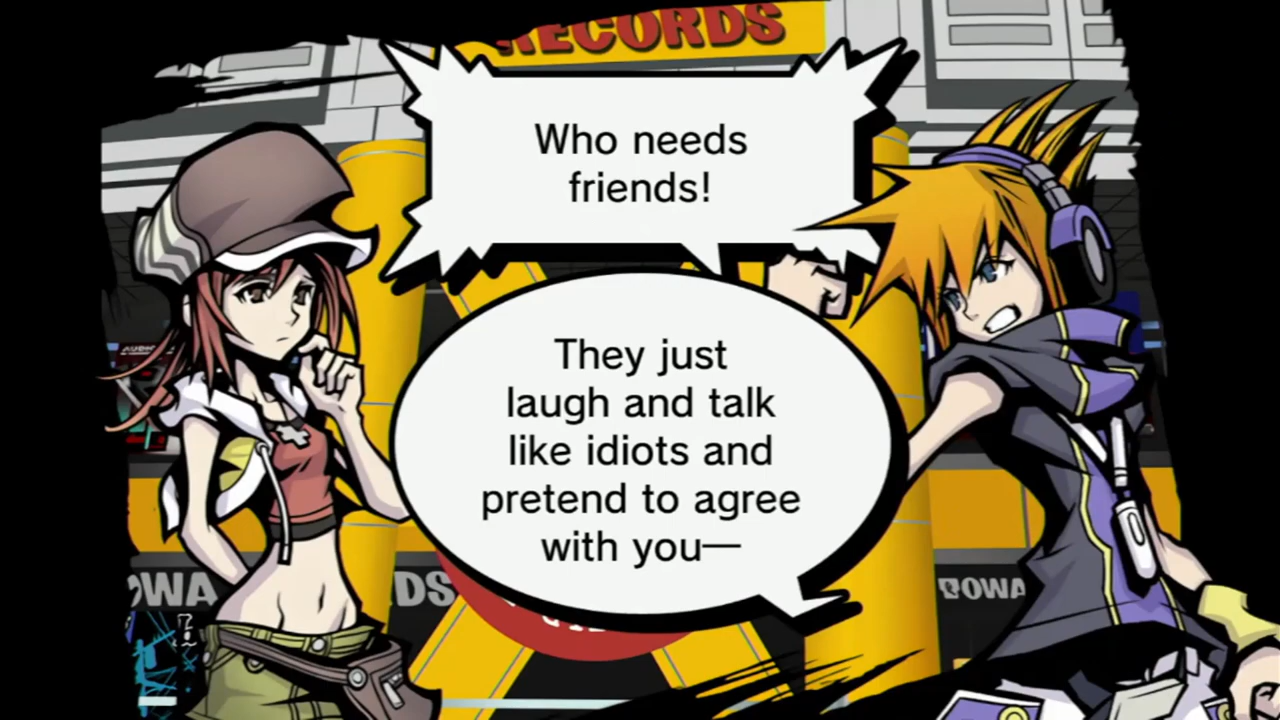 RECORDS
Who needs
friends!
They just
laugh and talk
like idiots and
pretend to agree
with you—